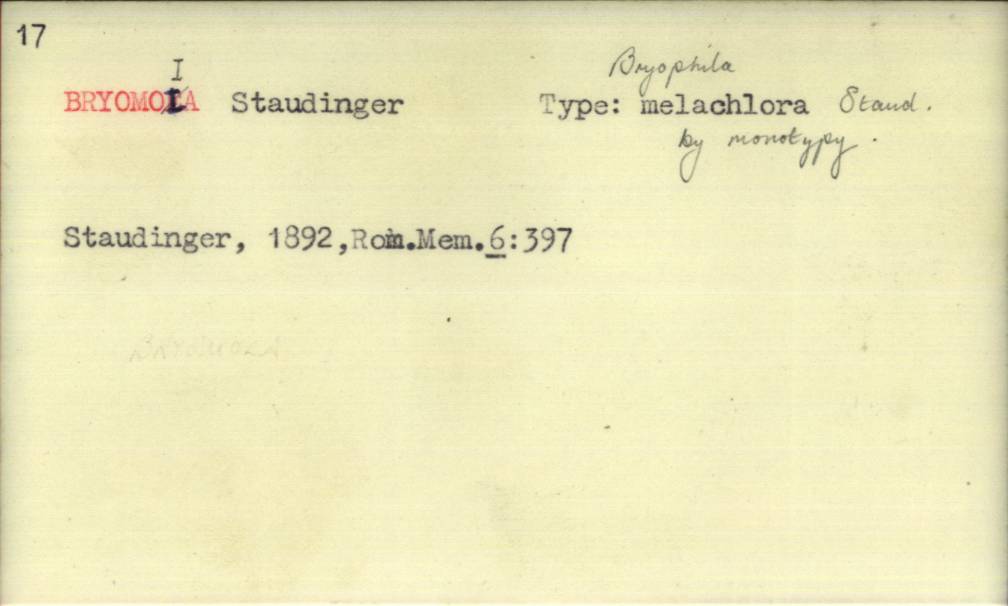 17
I
BRYOMOLA Staudinger
Bryophila
Type: melachlora Staud.
by monotypy.
Staudinger, 1892,Rom.Mem.6:397
BRYOMOLA